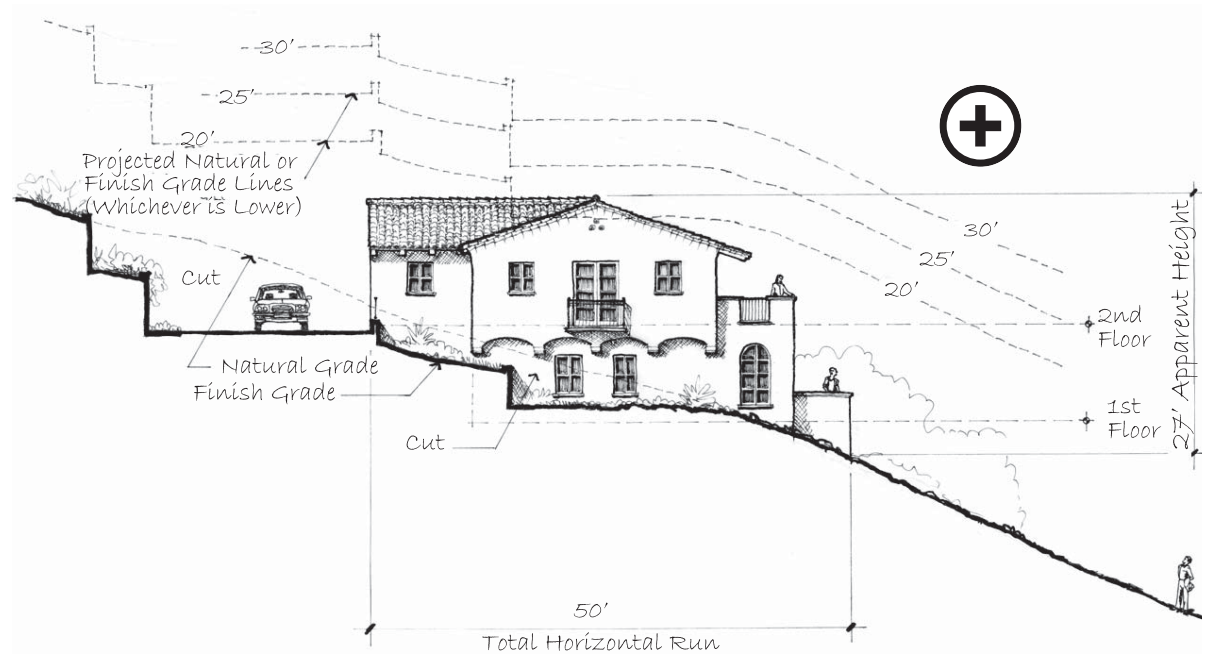 30'
25'
20'
Projected Natural or
Finish Grade Lines
(Whichever is Lower)
Cut
Natural Grade
Finish Grade
Cut
30'
25'
20'
2nd
Floor
1st
Floor
27' Apparent Height
50'
Total Horizontal Run